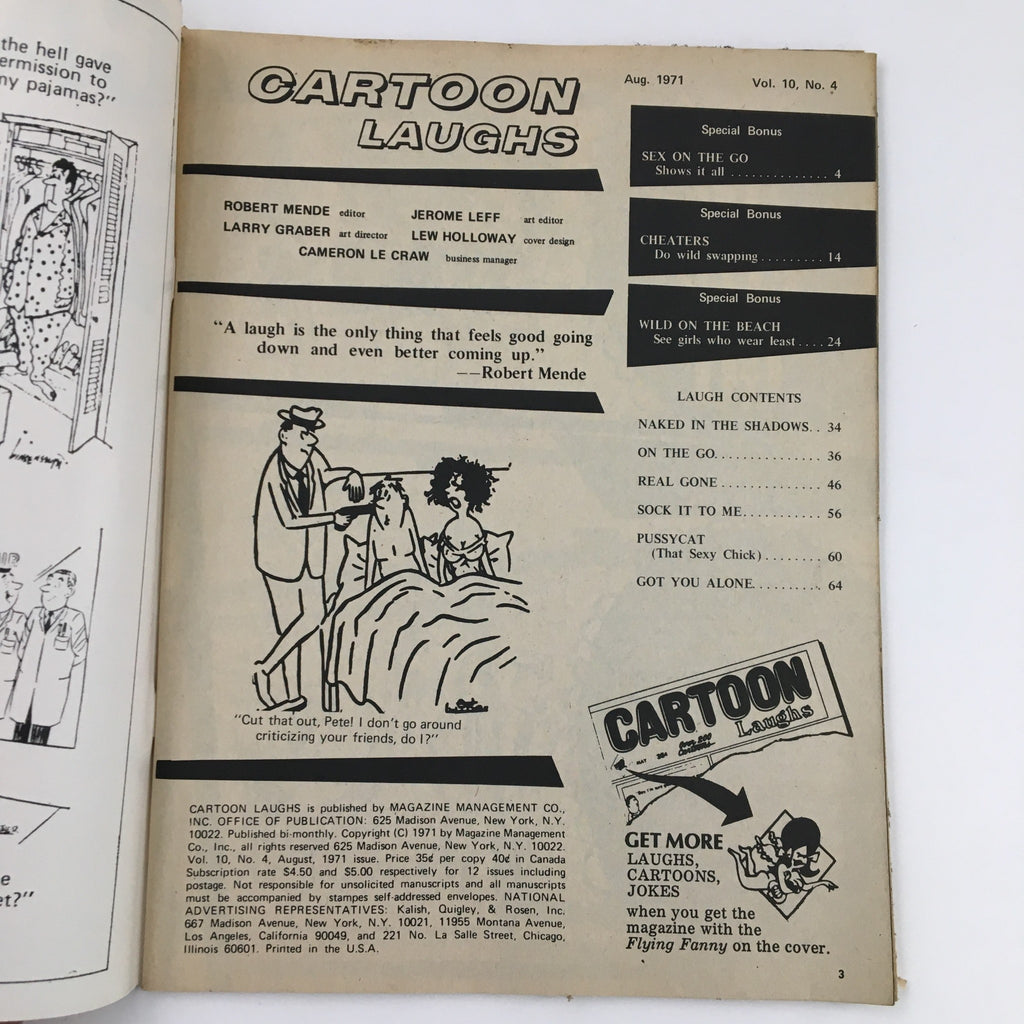 the hell gave
ermission to
ny pajamas?"
e
et?"
CARTOON
LAUGHS
ROBERT MENDE editor
JEROME LEFF art editor
LARRY GRABER art director
LEW HOLLOWAY cover design
CAMERON LE CRAW business manager
"A laugh is the only thing that feels good going
down and even better coming up."
——Robert Mende
"Cut that out, Pete! I don't go around
criticizing your friends, do I?"
CARTOON LAUGHS is published by MAGAZINE MANAGEMENT CO.,
INC. OFFICE OF PUBLICATION: 625 Madison Avenue, New York, N.Y.
10022. Published bi-monthly. Copyright (C) 1971 by Magazine Management
Co., Inc., all rights reserved 625 Madison Avenue, New York, N.Y. 10022.
Vol. 10, No. 4, August, 1971 issue. Price 35¢ per copy 40¢ in Canada
Subscription rate $4.50 and $5.00 respectively for 12 issues including
postage. Not responsible for unsolicited manuscripts and all manuscripts
must be accompanied by stampes self-addressed envelopes. NATIONAL
ADVERTISING REPRESENTATIVES: Kalish, Quigley, & Rosen, Inc.
667 Madison Avenue, New York, N.Y. 10021, 11955 Montana Avenue,
Los Angeles, California 90049, and 221 No. La Salle Street, Chicago,
Illinois 60601. Printed in the U.S.A.
Aug. 1971
Vol. 10, No. 4
Special Bonus
SEX ON THE GO
Shows it all .............. 4
Special Bonus
CHEATERS
Do wild swapping ......... 14
Special Bonus
WILD ON THE BEACH
See girls who wear least .... 24
LAUGH CONTENTS
NAKED IN THE SHADOWS. . 34
ON THE GO. ............. 36
REAL GONE ............. 46
SOCK IT TO ME. .......... 56
PUSSYCAT
(That Sexy Chick) ........ 60
GOT YOU ALONE. ......... 64
CARTOON
Laughs
MAY
Over 200
Cartoons
GET MORE
LAUGHS,
CARTOONS,
JOKES
when you get the
magazine with the
Flying Fanny on the cover.
3